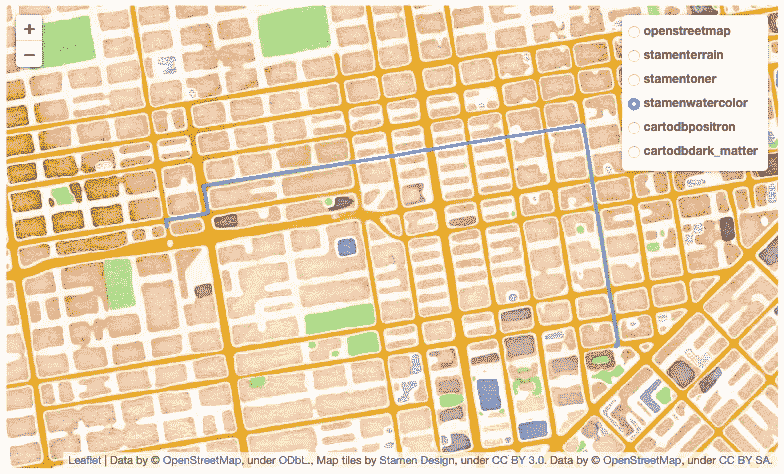 +
−
openstreetmap
stamenterrain
stamentoner
stamenwatercolor
cartodbpositron
cartodbdark_matter
Leaflet | Data by © OpenStreetMap, under ODbL., Map tiles by Stamen Design, under CC BY 3.0. Data by © OpenStreetMap, under CC BY SA.